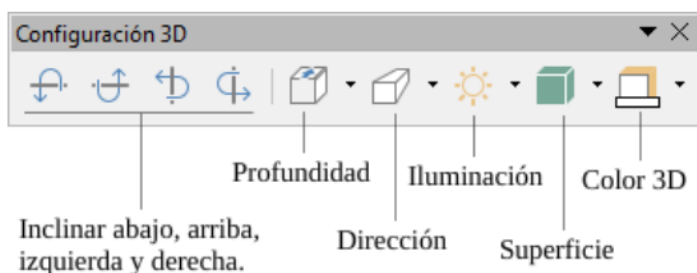 Configuración 3D
Profundidad
Iluminación
Color 3D
Inclinar abajo, arriba,
izquierda y derecha.
Dirección
Superficie